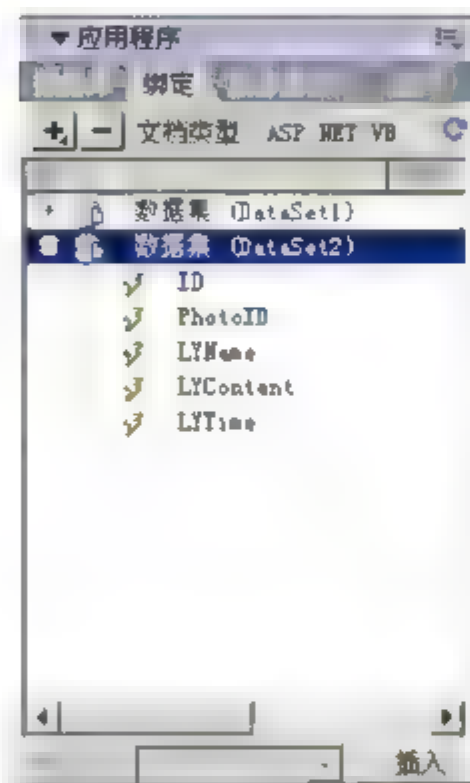 应用程序
绑定
文档类型 ASP NET VB
数据集 (DataSet1)
数据集 (DataSet2)
ID
PhotoID
LYName
LYContent
LYTime
插入